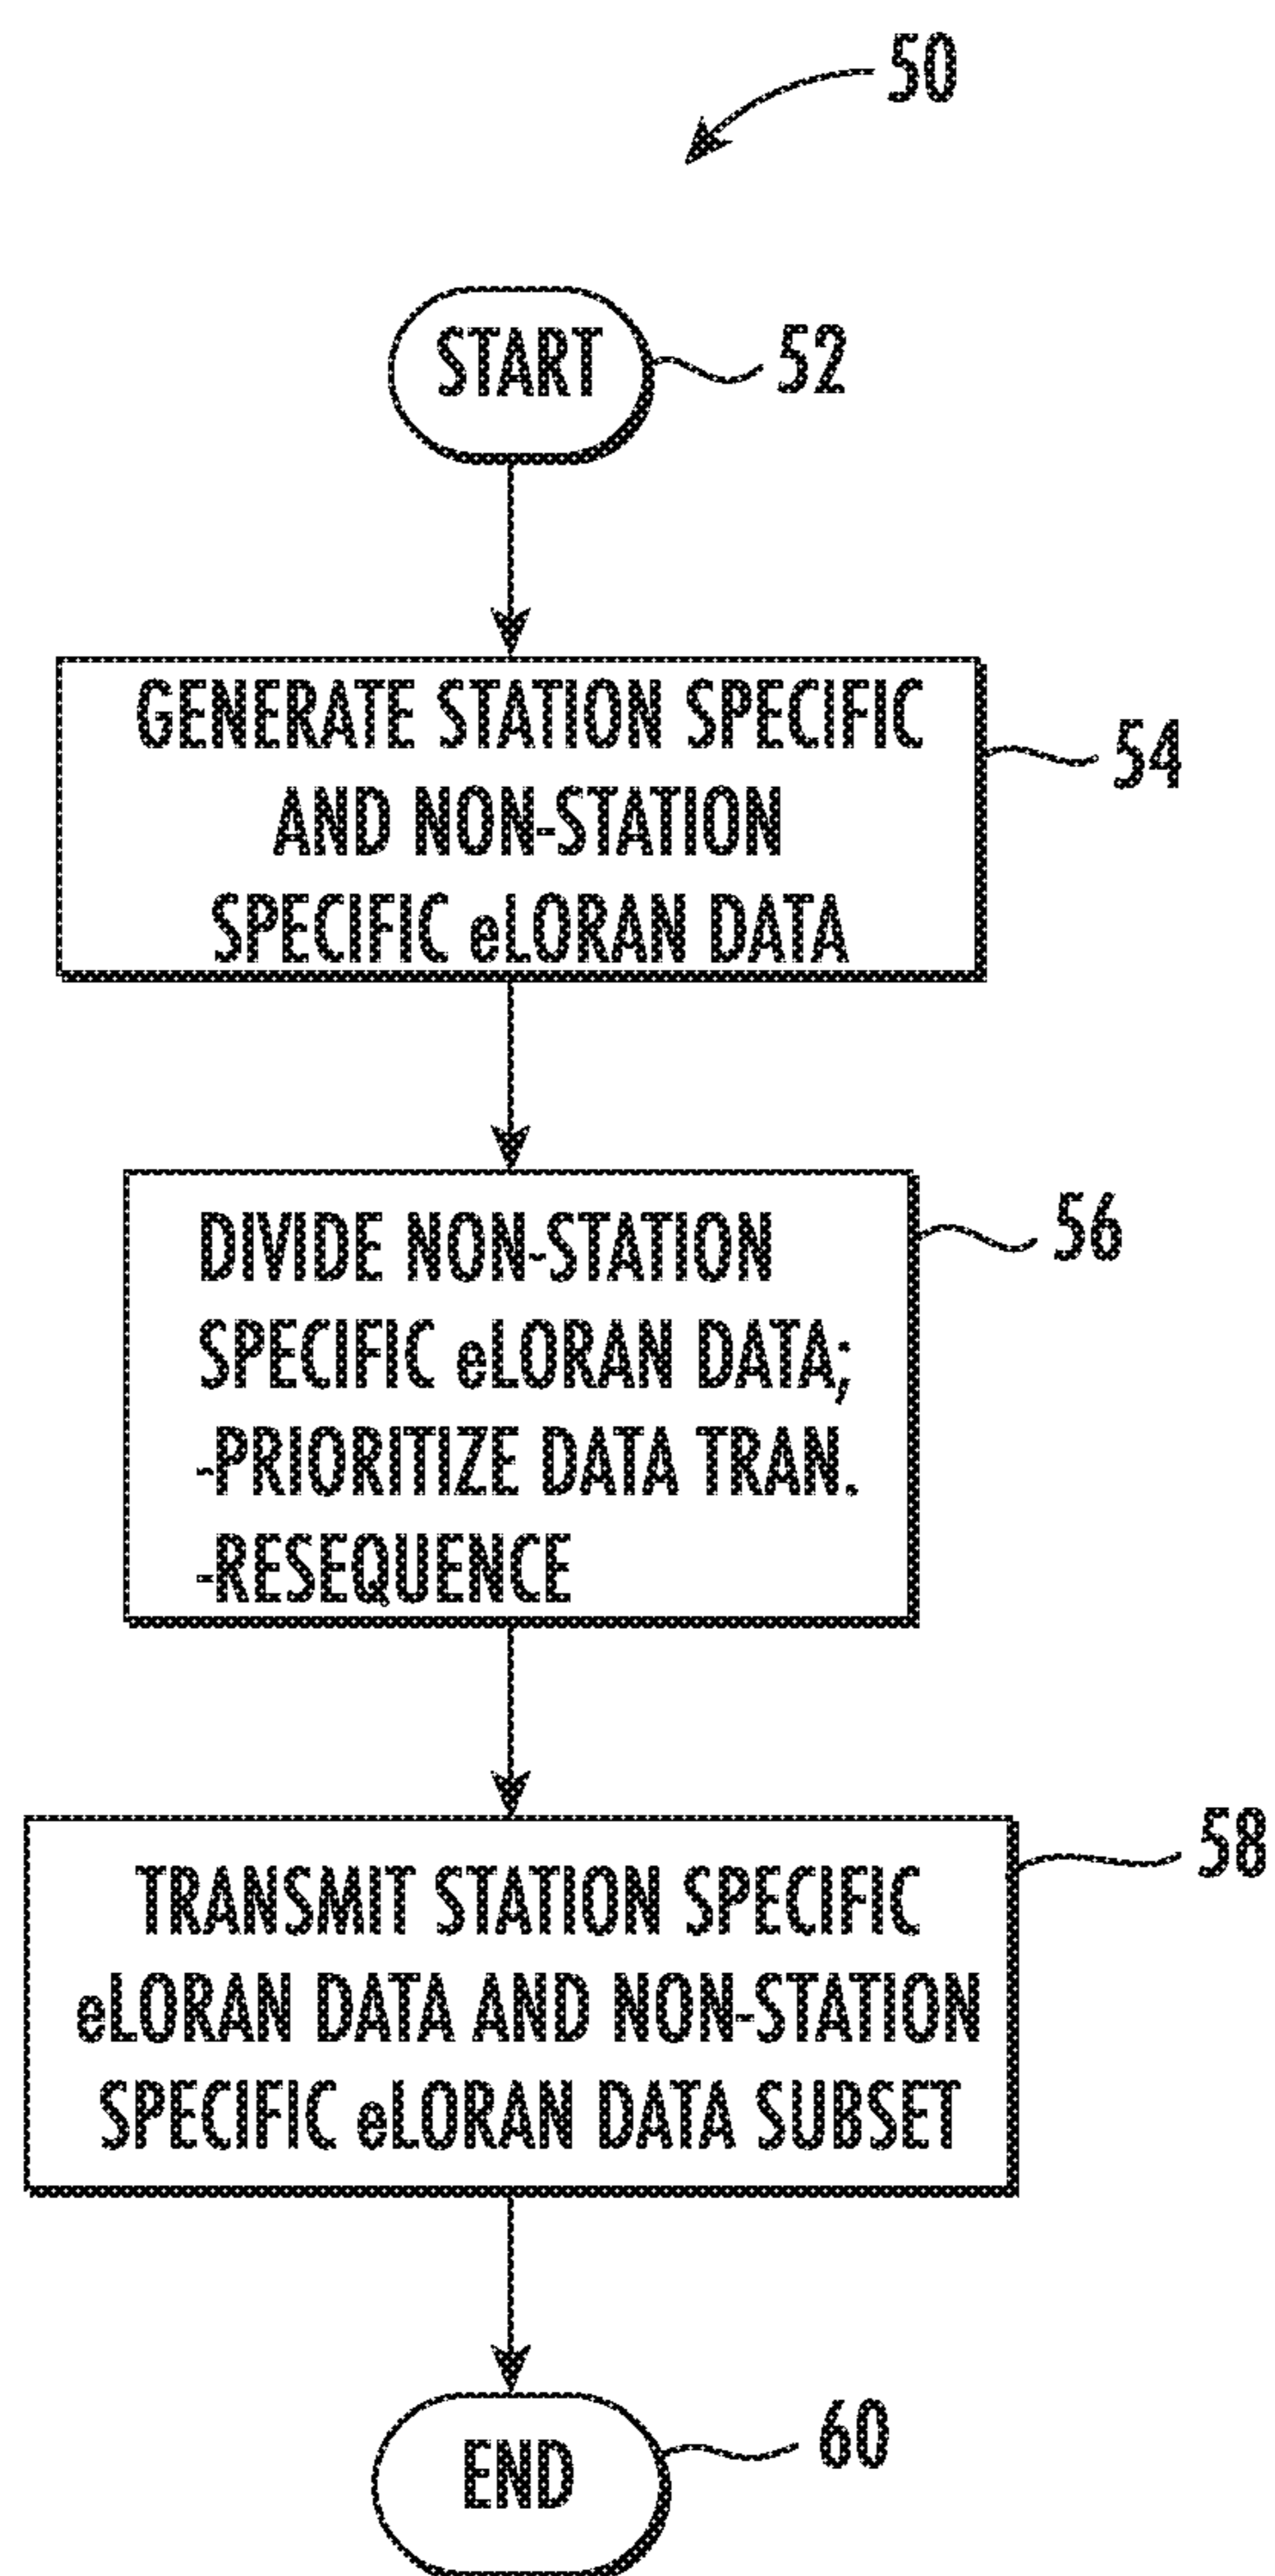 50
START
52
GENERATE STATION SPECIFIC
AND NON-STATION
SPECIFIC eLORAN DATA
54
DIVIDE NON-STATION
SPECIFIC eLORAN DATA;
-PRIORITIZE DATA TRAN.
-RESEQUENCE
56
TRANSMIT STATION SPECIFIC
eLORAN DATA AND NON-STATION
SPECIFIC eLORAN DATA SUBSET
58
END
60